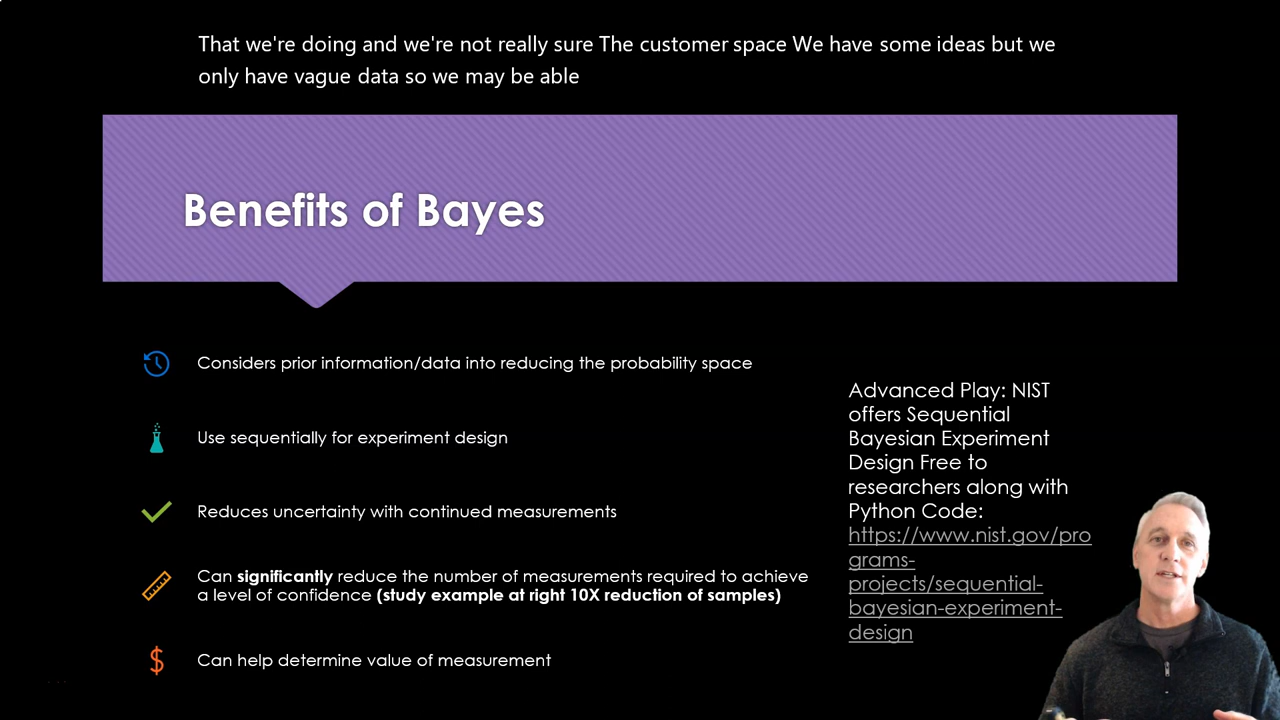 That we're doing and we're not really sure The customer space We have some ideas but we
only have vague data so we may be able
Benefits of Bayes
Considers prior information/data into reducing the probability space
Use sequentially for experiment design
Reduces uncertainty with continued measurements
Can significantly reduce the number of measurements required to achieve
a level of confidence (study example at right 10X reduction of samples)
Can help determine value of measurement
Advanced Play: NIST
offers Sequential
Bayesian Experiment
Design Free to
researchers along with
Python Code:
https://www.nist.gov/pro
grams-
projects/sequential-
bayesian-experiment-
design